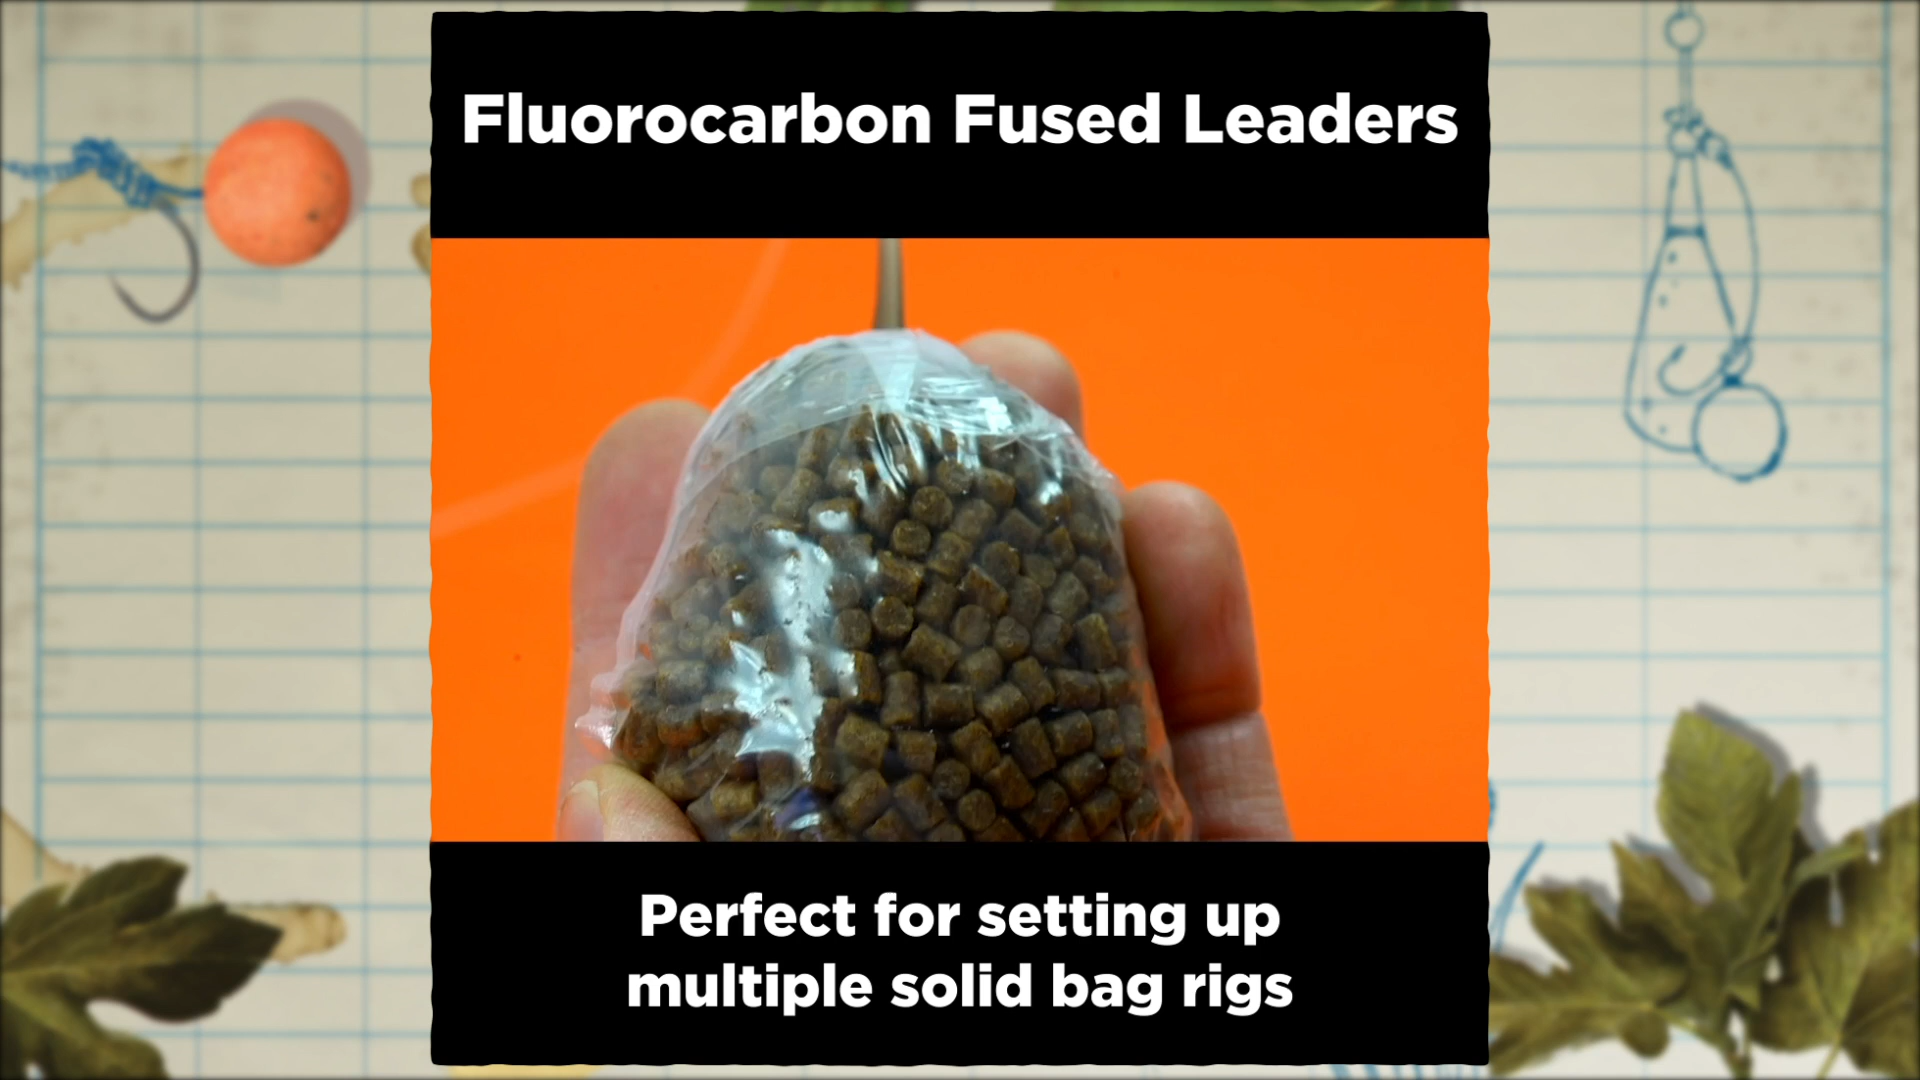 Fluorocarbon Fused Leaders
Perfect for setting up
multiple solid bag rigs